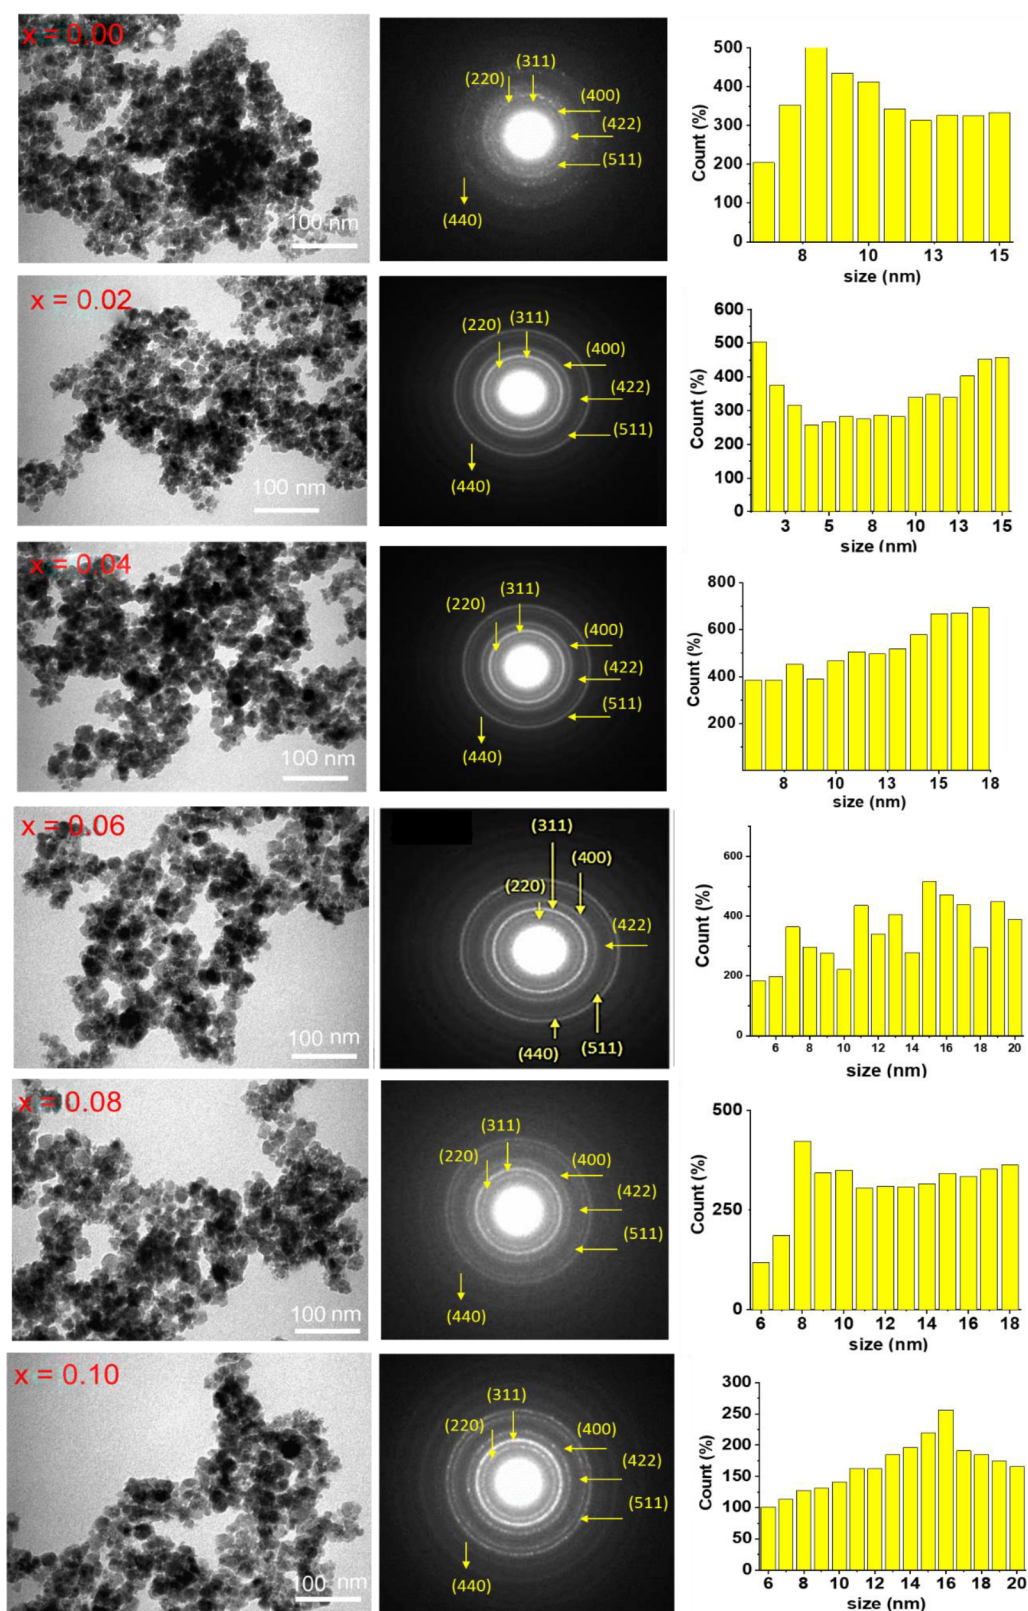 x = 0.00
100 nm
(311)
(220)
(400)
(422)
(511)
(440)
500
400
300
200
100
0
Count (%)
8 10 13 15
size (nm)
x = 0.02
100 nm
(311)
(220)
(400)
(422)
(511)
(440)
600
500
400
300
200
100
0
Count (%)
3 5 8 10 13 15
size (nm)
x = 0.04
100 nm
(311)
(220)
(400)
(422)
(511)
(440)
800
600
400
200
Count (%)
8 10 13 15 18
size (nm)
x = 0.06
100 nm
(311)
(400)
(220)
(422)
(440)
(511)
600
400
200
0
Count (%)
6 8 10 12 14 16 18 20
size (nm)
x = 0.08
100 nm
(311)
(220)
(400)
(422)
(511)
(440)
500
250
0
Count (%)
6 8 10 12 14 16 18
size (nm)
x = 0.10
100 nm
(311)
(220)
(400)
(422)
(511)
(440)
300
250
200
150
100
50
0
Count (%)
6 8 10 12 14 16 18 20
size (nm)